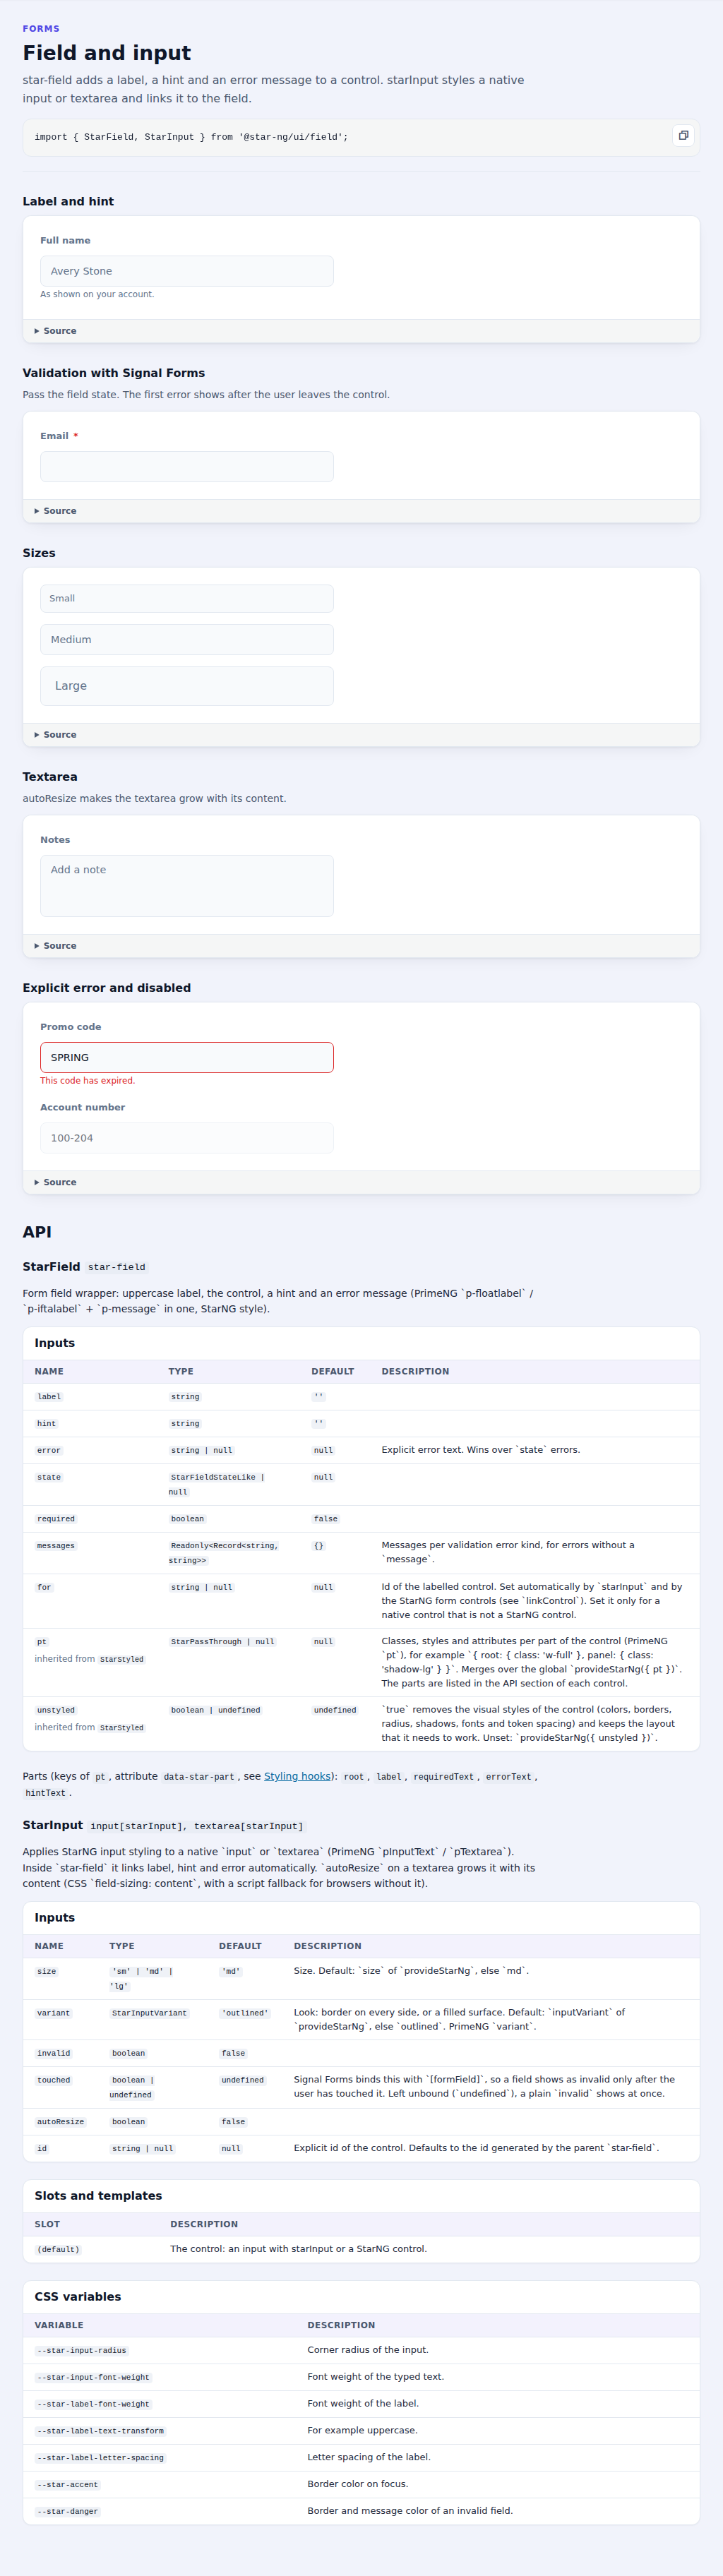 FORMS
Field and input
star-field adds a label, a hint and an error message to a control. starInput styles a native
input or textarea and links it to the field.
import { StarField, StarInput } from '@star-ng/ui/field';
Label and hint
Full name
Avery Stone
As shown on your account.
Source
Validation with Signal Forms
Pass the field state. The first error shows after the user leaves the control.
Email *
Source
Sizes
Small
Medium
Large
Source
Textarea
autoResize makes the textarea grow with its content.
Notes
Add a note
Source
Explicit error and disabled
Promo code
SPRING
This code has expired.
Account number
100-204
Source
API
StarField star-field
Form field wrapper: uppercase label, the control, a hint and an error message (PrimeNG `p-floatlabel` /
`p-iftalabel` + `p-message` in one, StarNG style).
Inputs
NAME TYPE DEFAULT DESCRIPTION
label string ''
hint string ''
error string | null null Explicit error text. Wins over `state` errors.
state StarFieldStateLike | null
null
required boolean false
messages Readonly<Record<string, {} Messages per validation error kind, for errors without a
string>> `message`.
for string | null null Id of the labelled control. Set automatically by `starInput` and by
the StarNG form controls (see `linkControl`). Set it only for a
native control that is not a StarNG control.
pt StarPassThrough | null null Classes, styles and attributes per part of the control (PrimeNG
inherited from StarStyled `pt`), for example `{ root: { class: 'w-full' }, panel: { class:
'shadow-lg' } }`. Merges over the global `provideStarNg({ pt })`.
The parts are listed in the API section of each control.
unstyled boolean | undefined undefined `true` removes the visual styles of the control (colors, borders,
inherited from StarStyled radius, shadows, fonts and token spacing) and keeps the layout
that it needs to work. Unset: `provideStarNg({ unstyled })`.
Parts (keys of pt, attribute data-star-part, see Styling hooks): root, label, requiredText, errorText,
hintText.
StarInput input[starInput], textarea[starInput]
Applies StarNG input styling to a native `input` or `textarea` (PrimeNG `pInputText` / `pTextarea`).
Inside `star-field` it links label, hint and error automatically. `autoResize` on a textarea grows it with its
content (CSS `field-sizing: content`, with a script fallback for browsers without it).
Inputs
NAME TYPE DEFAULT DESCRIPTION
size 'sm' | 'md' | 'md' Size. Default: `size` of `provideStarNg`, else `md`.
'lg'
variant StarInputVariant 'outlined' Look: border on every side, or a filled surface. Default: `inputVariant` of
`provideStarNg`, else `outlined`. PrimeNG `variant`.
invalid boolean false
touched boolean | undefined Signal Forms binds this with `[formField]`, so a field shows as invalid only after the
undefined user has touched it. Left unbound (`undefined`), a plain `invalid` shows at once.
autoResize boolean false
id string | null null Explicit id of the control. Defaults to the id generated by the parent `star-field`.
Slots and templates
SLOT DESCRIPTION
(default) The control: an input with starInput or a StarNG control.
CSS variables
VARIABLE DESCRIPTION
--star-input-radius Corner radius of the input.
--star-input-font-weight Font weight of the typed text.
--star-label-font-weight Font weight of the label.
--star-label-text-transform For example uppercase.
--star-label-letter-spacing Letter spacing of the label.
--star-accent Border color on focus.
--star-danger Border and message color of an invalid field.